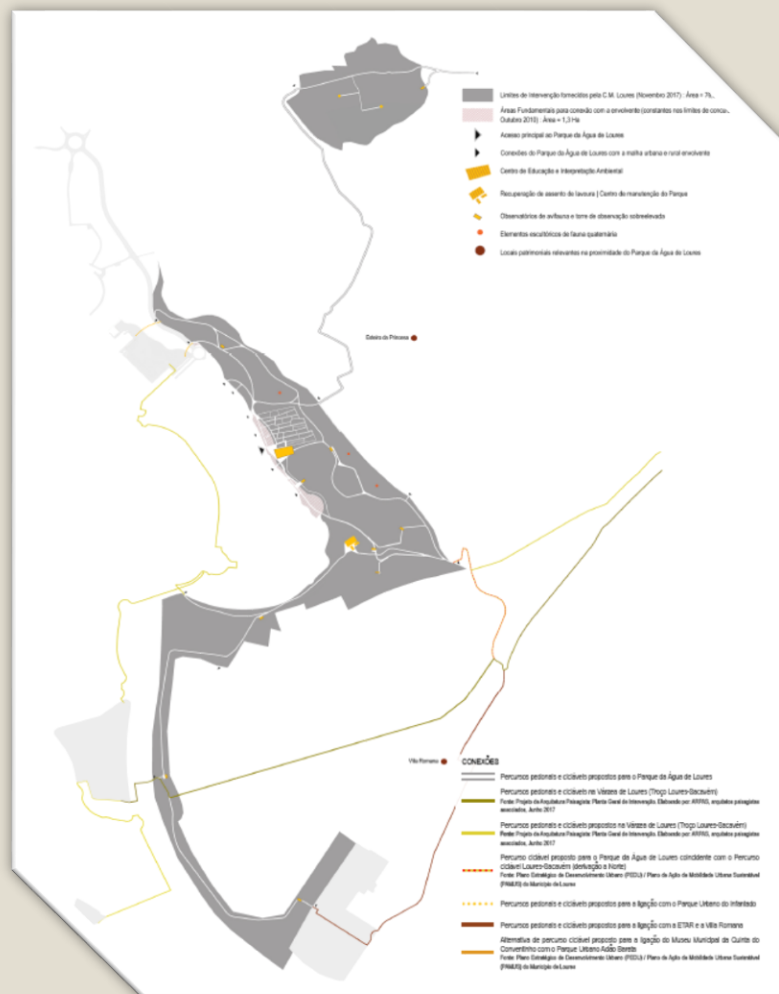 Limites de Intervenção fornecidos pela C.M. Loures (Novembro 2017) : Área = 7
Áreas Fundamentais para conexão com a envolvente (constantes nos limites de
Outubro 2010) : Área = 1,3 Ha
Acesso principal ao Parque da Água de Loures
Conexões do Parque da Água de Loures com a malha urbana e rural envolvente
Centro de Educação e Interpretação Ambiental
Recuperação de assento de lavoura | Centro de manutenção do Parque
Observatórios de avifauna e torre de observação sobreelevada
Elementos escultóricos de fauna quaternária
Locais patrimoniais relevantes na proximidade do Parque da Água de Loures
Esteiro da Princesa
Villa Romana
CONEXÕES
Percursos pedonais e cicláveis propostos para o Parque da Água de Loures
Percursos pedonais e cicláveis na Várzea de Loures (Troço Loures-Sacavém)
Fonte: Projeto de Arquitetura Paisagista: Planta Geral de Intervenção. Elaborado por: ARPAS, arquitetos paisagistas
associados, Junho 2017
Percursos pedonais e cicláveis propostos na Várzea de Loures (Troço Loures-Sacavém)
Fonte: Projeto de Arquitetura Paisagista: Planta Geral de Intervenção. Elaborado por: ARPAS, arquitetos paisagistas
associados, Junho 2017
Percurso ciclável proposto para o Parque da Água de Loures coincidente com o Percurso
ciclável Loures-Sacavém (derivação a Norte)
Fonte: Plano Estratégico de Desenvolvimento Urbano (PEDU) / Plano de Ação de Mobilidade Urbana Sustentável
(PAMUS) do Município de Loures
Percursos pedonais e cicláveis propostos para a ligação com o Parque Urbano do Infantado
Percursos pedonais e cicláveis propostos para a ligação com a ETAR e a Villa Romana
Alternativa de percurso ciclável proposto para a ligação do Museu Municipal da Quinta do
Conventinho com o Parque Urbano Adão Barata
Fonte: Plano Estratégico de Desenvolvimento Urbano (PEDU) / Plano de Ação de Mobilidade Urbana Sustentável
(PAMUS) do Município de Loures